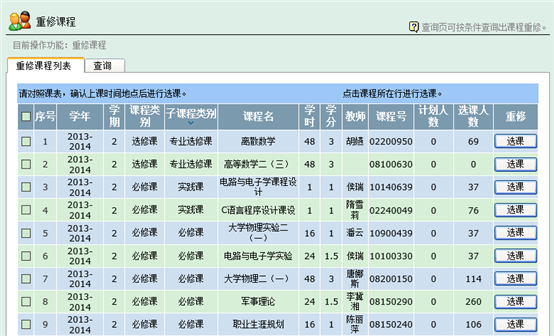 重修课程
查询页可按条件查询出课程重修。
目前操作功能：重修课程
重修课程列表 查询
请对照课表，确认上课时间地点后进行选课。 点击课程所在行进行选课。
序号 学年 学期 课程类别 子课程类别 课程名 学时 学分 教师 课程号 计划人数 选课人数 重修
1 2013-2014 2 选修课 专业选修课 离散数学 48 3 02200950 0 69 选课
2 2013-2014 2 选修课 专业选修课 高等数学二（三） 48 3 08100630 0 0 选课
3 2013-2014 2 必修课 实践课 电路与电子学课程设计 1 1 侯瑞 10140639 0 37 选课
4 2013-2014 2 必修课 实践课 C语言程序设计课设 1 1 隋雪莉 02240049 0 76 选课
5 2013-2014 2 必修课 必修课 大学物理实验二（一） 16 1 潘云 10900439 0 37 选课
6 2013-2014 2 必修课 必修课 电路与电子学实验 24 1.5 侯瑞 10100330 0 37 选课
7 2013-2014 2 必修课 必修课 大学物理二（一） 48 3 08200150 0 114 选课
8 2013-2014 2 必修课 必修课 军事理论 24 1.5 李冀湘 08150290 0 260 选课
9 2013-2014 2 必修课 必修课 职业生涯规划 16 1 陈丽萍 08150240 0 106 选课